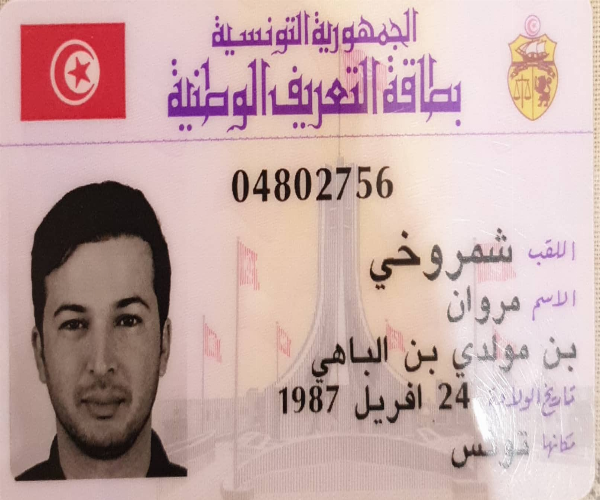 الجمهورية التونسية
بطاقة التعريف الوطنية
04802756
اللقب شمروخي
الاسم مروان
بن مولدي بن الباهي
تاريخ الولادة 24 افريل 1987
مكانها تونس